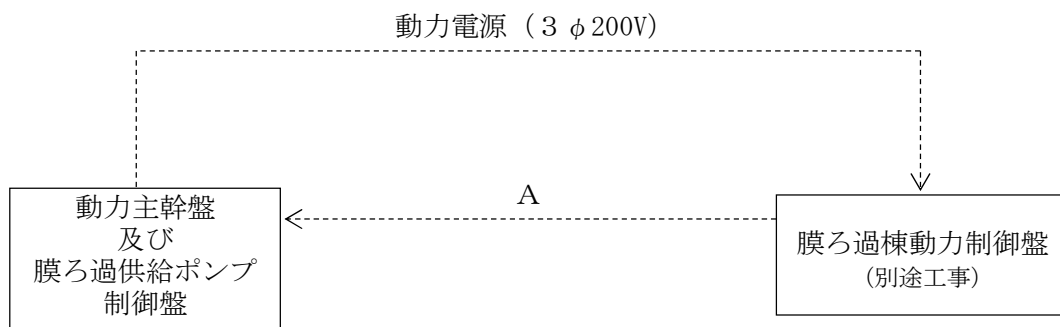 動力電源（３φ200V）
A
動力主幹盤
及び
膜ろ過供給ポンプ
制御盤
膜ろ過棟動力制御盤
（別途工事）